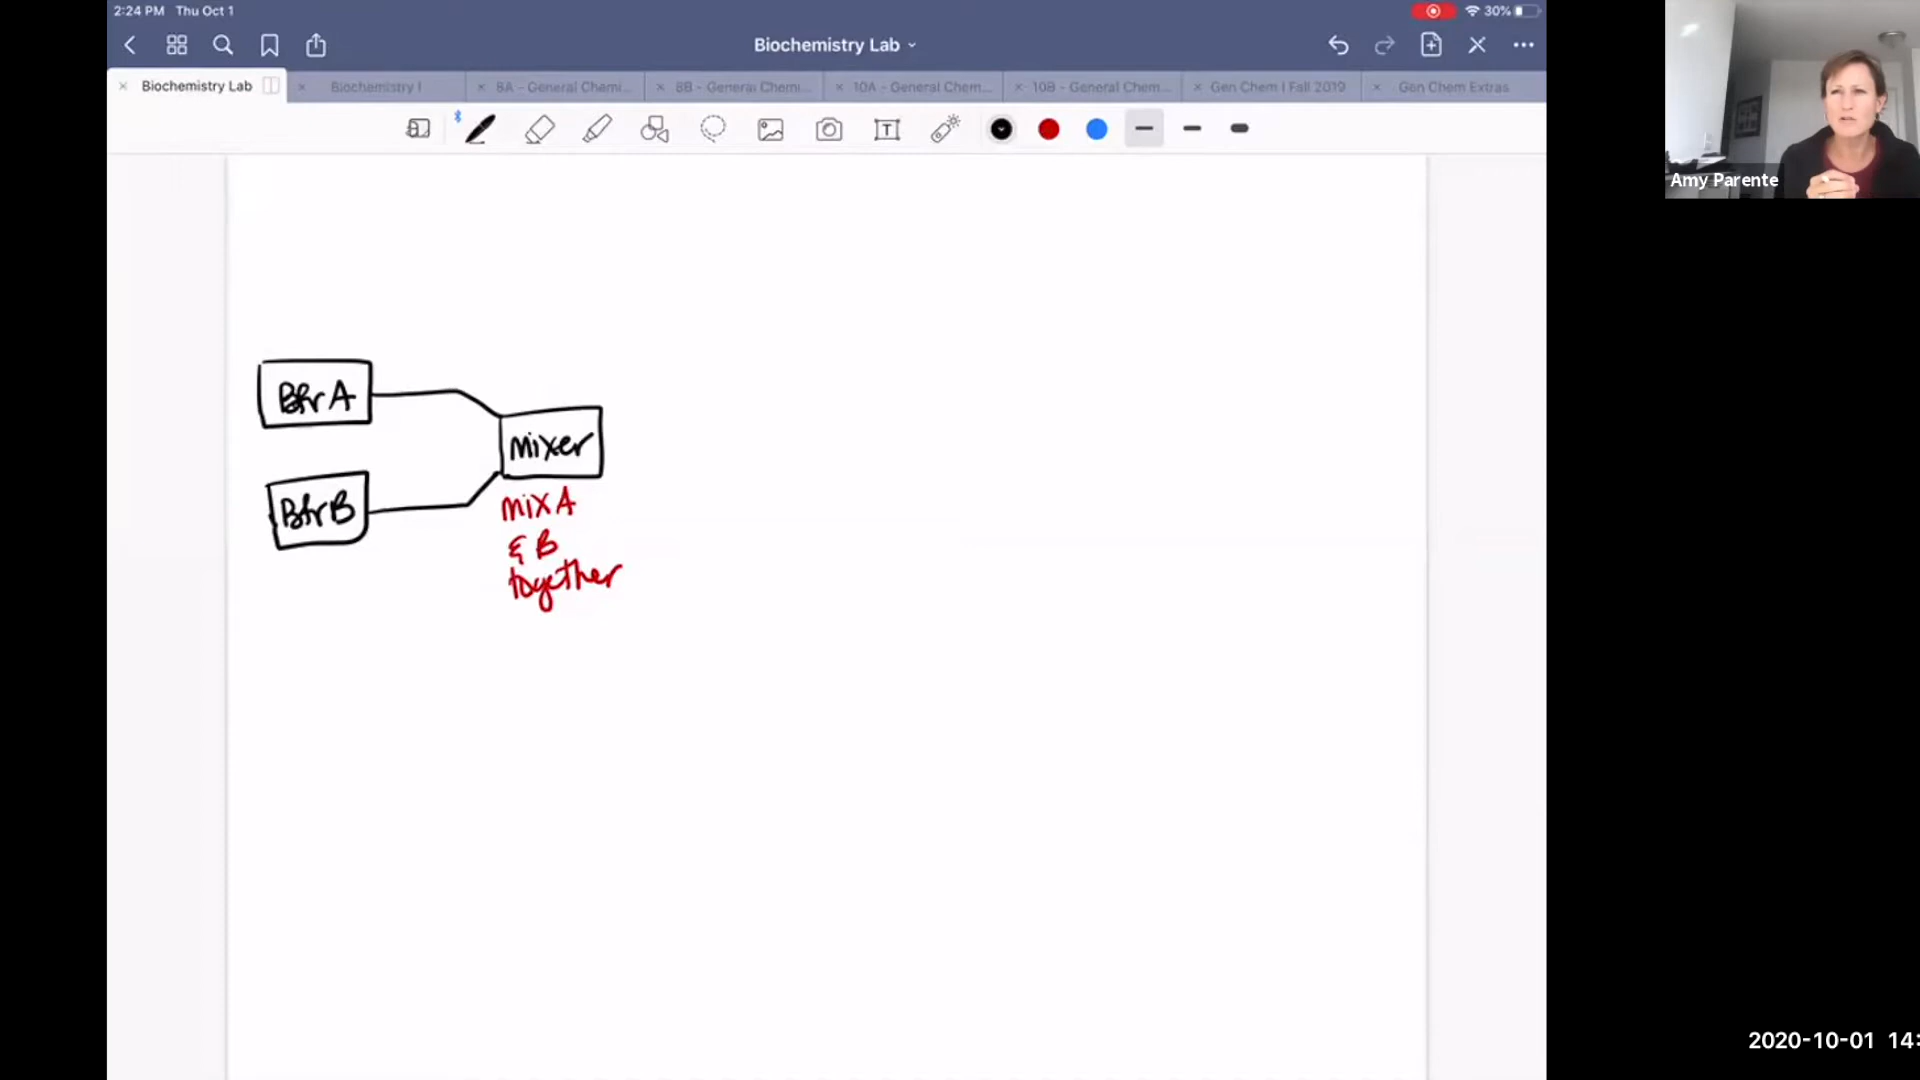 2:24 PM Thu Oct 1
30%
Biochemistry Lab
Biochemistry Lab
Biochemistry I
8A - General Chemi...
8B - General Chemi...
10A - General Chem...
10B - General Chem...
Gen Chem I Fall 2019
Gen Chem Extras
T
Amy Parente
Bfr A
mixer
Bfr B
mix A
& B
together
2020-10-01 14: